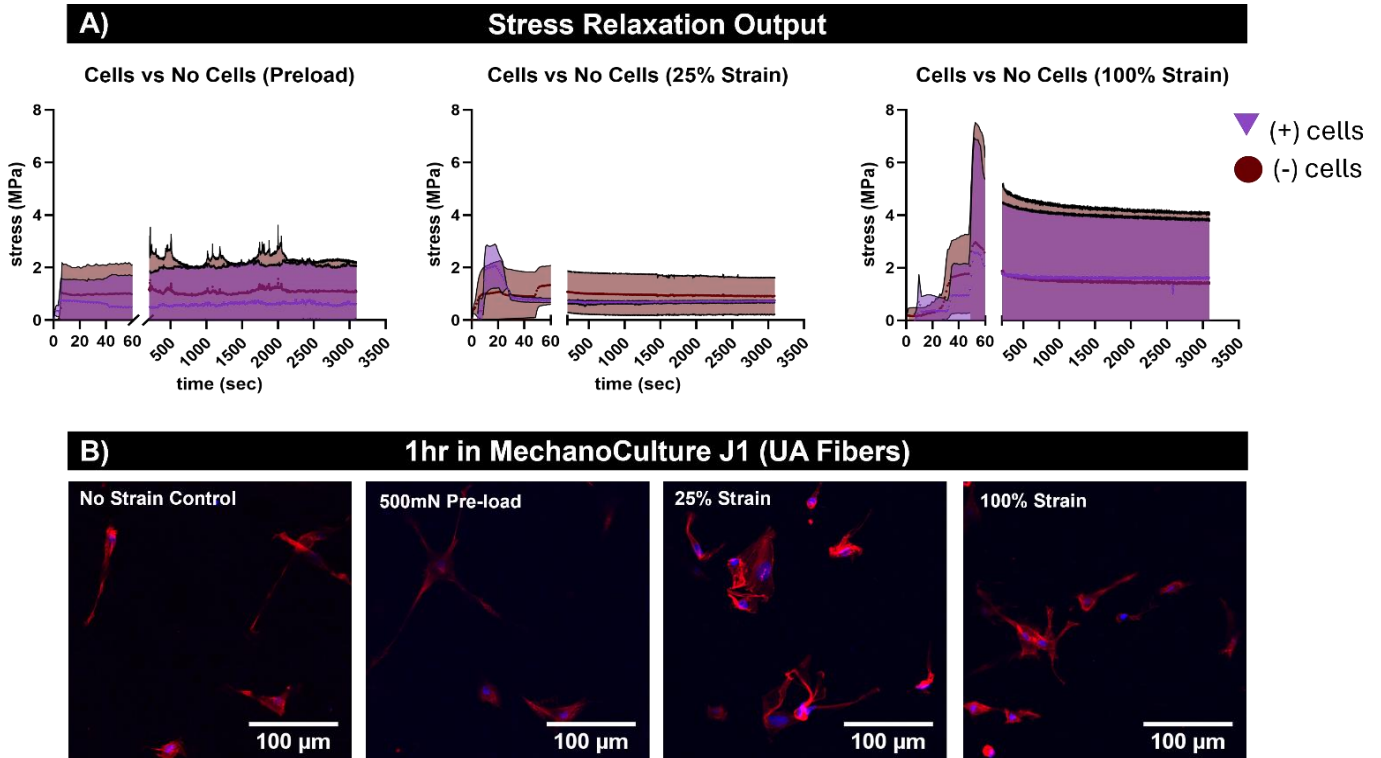 A) Stress Relaxation Output
Cells vs No Cells (Preload)
Cells vs No Cells (25% Strain)
Cells vs No Cells (100% Strain)
(+) cells
(-) cells
stress (MPa)
8
6
4
2
0
0 20 40 60 500 1000 1500 2000 2500 3000 3500
time (sec)
stress (MPa)
8
6
4
2
0
0 20 40 60 500 1000 1500 2000 2500 3000 3500
time (sec)
stress (MPa)
8
6
4
2
0
0 20 40 60 500 1000 1500 2000 2500 3000 3500
B) 1hr in MechanoCulture J1 (UA Fibers)
No Strain Control
500mN Pre-load
25% Strain
100% Strain
100 µm
100 µm
100 µm
100 µm